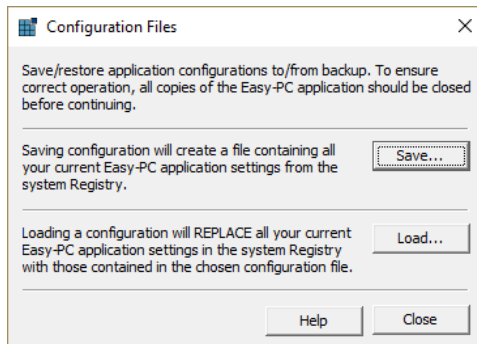 Configuration Files
Save/restore application configurations to/from backup. To ensure
correct operation, all copies of the Easy-PC application should be closed
before continuing.
Saving configuration will create a file containing all
your current Easy-PC application settings from the
system Registry.
Save...
Loading a configuration will REPLACE all your current
Easy-PC application settings in the system Registry
with those contained in the chosen configuration file.
Load...
Help
Close